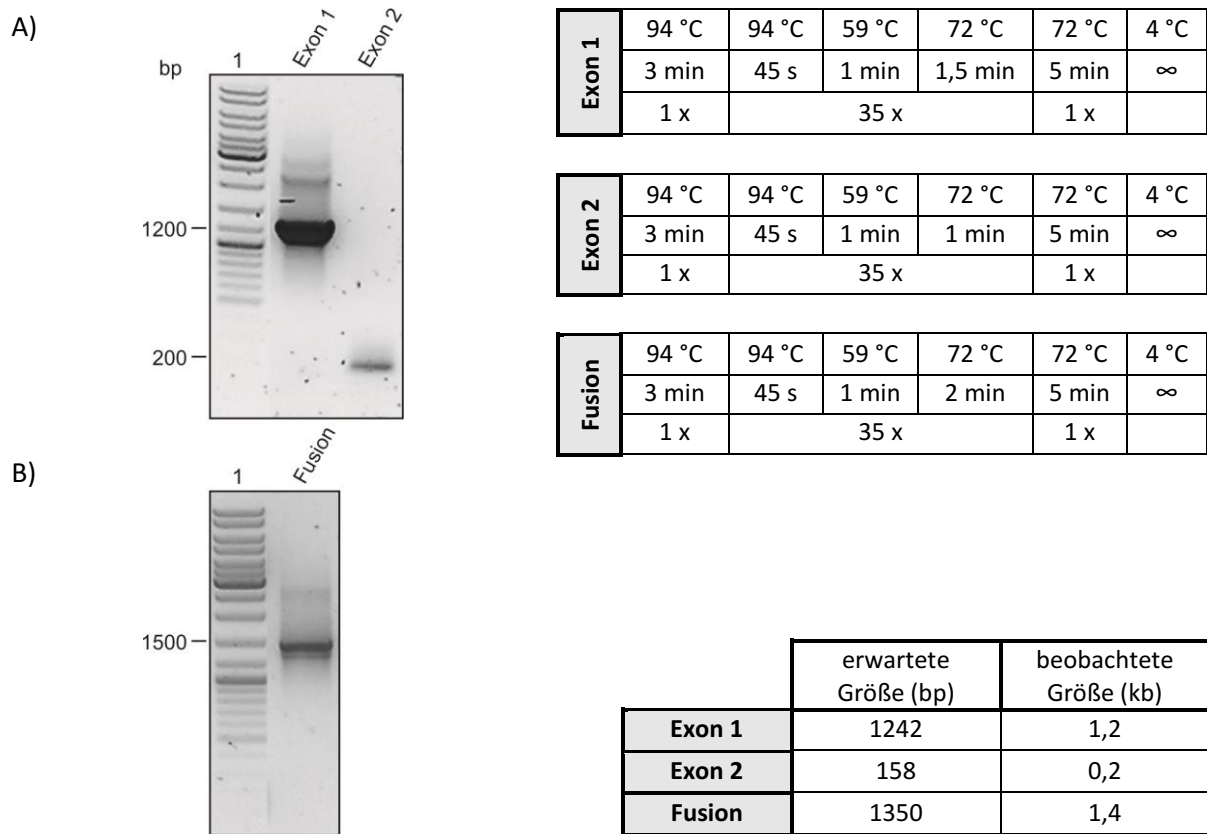 A)
bp
1
Exon 1
Exon 2
1200
200
Exon 1
94 °C 94 °C 59 °C 72 °C 72 °C 4 °C
3 min 45 s 1 min 1,5 min 5 min ∞
1 x 35 x 1 x
Exon 2
94 °C 94 °C 59 °C 72 °C 72 °C 4 °C
3 min 45 s 1 min 1 min 5 min ∞
1 x 35 x 1 x
Fusion
94 °C 94 °C 59 °C 72 °C 72 °C 4 °C
3 min 45 s 1 min 2 min 5 min ∞
1 x 35 x 1 x
B)
1
Fusion
1500
erwartete beobachtete
Größe (bp) Größe (kb)
Exon 1 1242 1,2
Exon 2 158 0,2
Fusion 1350 1,4